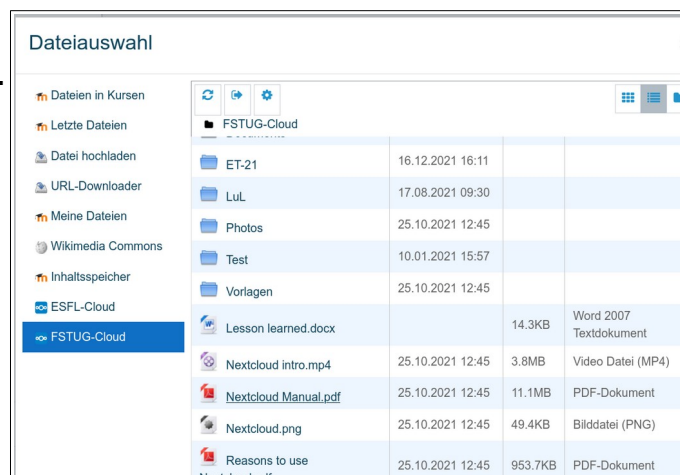 Dateiauswahl
Dateien in Kursen
Letzte Dateien
Datei hochladen
URL-Downloader
Meine Dateien
Wikimedia Commons
Inhaltsspeicher
ESFL-Cloud
FSTUG-Cloud
FSTUG-Cloud
ET-21 16.12.2021 16:11
LuL 17.08.2021 09:30
Photos 25.10.2021 12:45
Test 10.01.2021 15:57
Vorlagen 25.10.2021 12:45
Lesson learned.docx 14.3KB Word 2007
Textdokument
Nextcloud intro.mp4 25.10.2021 12:45 3.8MB Video Datei (MP4)
Nextcloud Manual.pdf 25.10.2021 12:45 11.1MB PDF-Dokument
Nextcloud.png 25.10.2021 12:45 49.4KB Bilddatei (PNG)
Reasons to use 25.10.2021 12:45 953.7KB PDF-Dokument